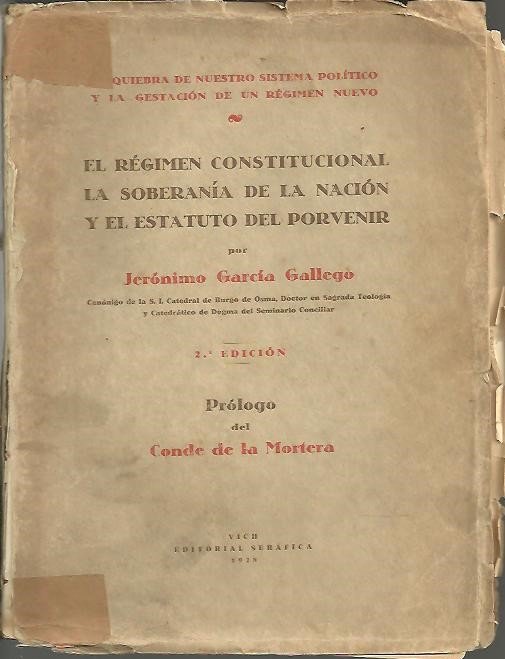 QUIEBRA DE NUESTRO SISTEMA POLÍTICO
Y LA GESTACIÓN DE UN RÉGIMEN NUEVO
EL RÉGIMEN CONSTITUCIONAL
LA SOBERANÍA DE LA NACIÓN
Y EL ESTATUTO DEL PORVENIR
por
Jerónimo García Gallego
Canónigo de la S. I. Catedral de Burgo de Osma, Doctor en Sagrada Teología
y Catedrático de Dogma del Seminario Conciliar
2.ª EDICIÓN
Prólogo
del
Conde de la Mortera
VICH
EDITORIAL SERÁFICA
1928